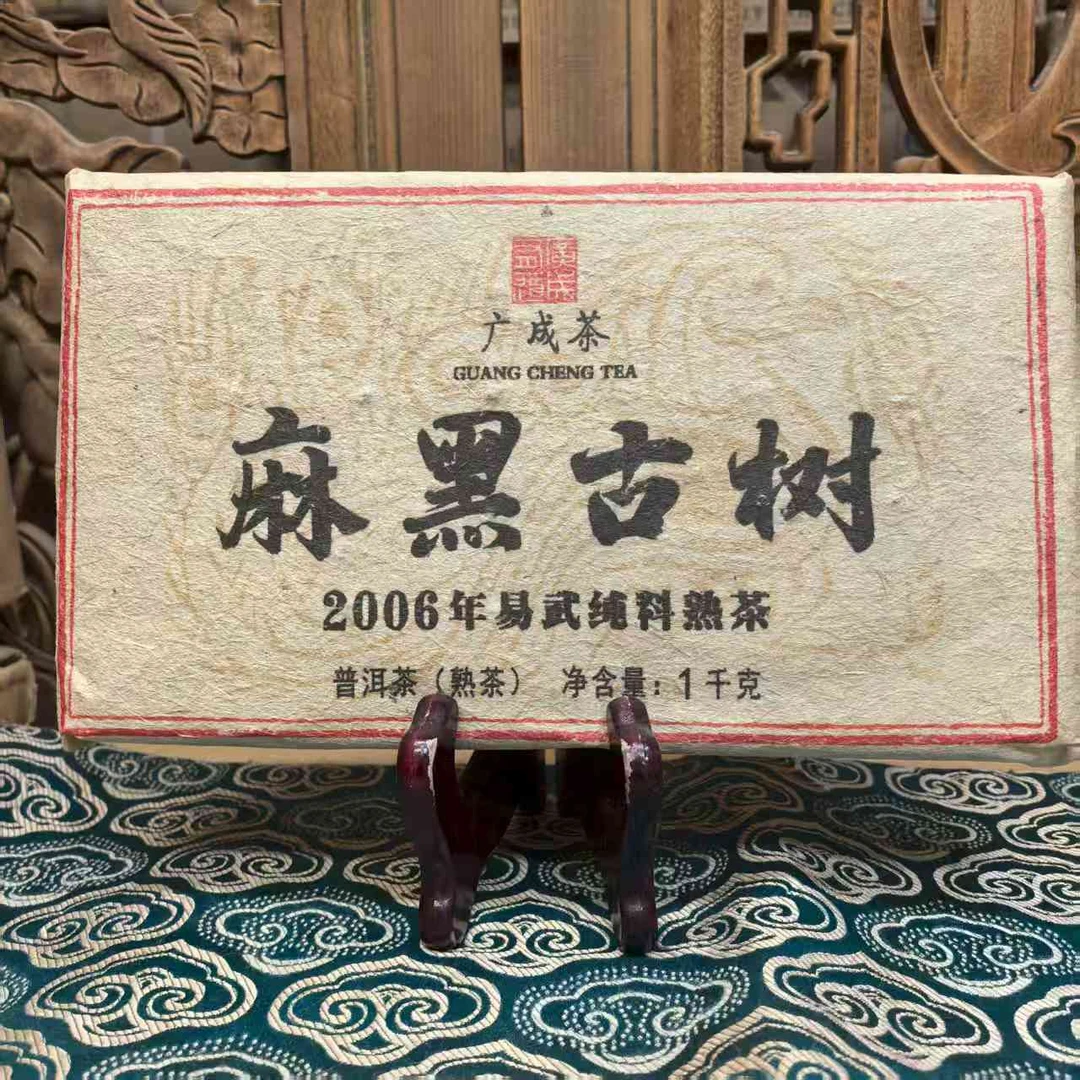 广成茶
GUANG CHENG TEA
麻黑古树
2006年易武纯料熟茶
普洱茶（熟茶） 净含量：1千克